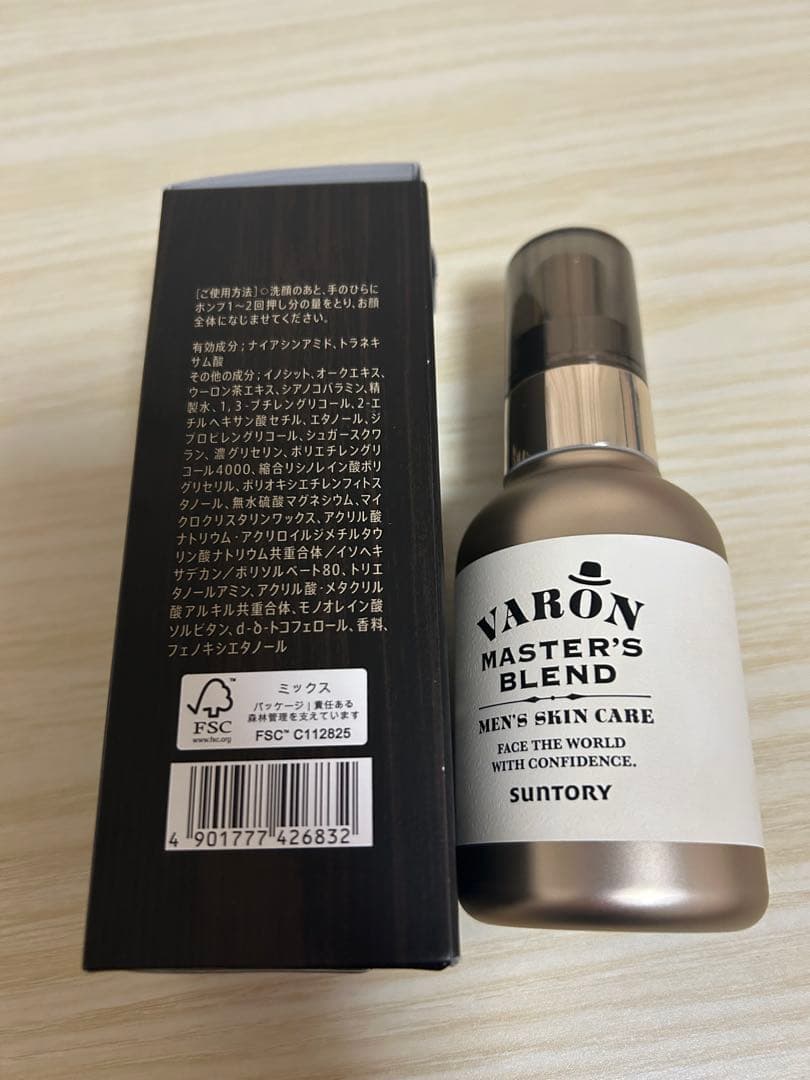 [ご使用方法]○洗顔のあと、手のひらに
ポンプ1～2回押し分の量をとり、お顔
全体になじませてください。
有効成分；ナイアシンアミド、トラネキ
サム酸
その他の成分；イノシット、オークエキス、
ウーロン茶エキス、シアノコバラミン、精
製水、1,3-ブチレングリコール、2-エ
チルヘキサン酸セチル、エタノール、ジ
プロピレングリコール、シュガースクワ
ラン、濃グリセリン、ポリエチレングリ
コール4000、縮合リシノレイン酸ポリ
グリセリル、ポリオキシエチレンフィトス
タノール、無水硫酸マグネシウム、マイ
クロクリスタリンワックス、アクリル酸
ナトリウム・アクリロイルジメチルタウ
リン酸ナトリウム共重合体／イソヘキ
サデカン／ポリソルベート80、トリエ
タノールアミン、アクリル酸・メタクリル
酸アルキル共重合体、モノオレイン酸
ソルビタン、d-δ-トコフェロール、香料、
フェノキシエタノール
FSC
www.fsc.org
ミックス
パッケージ | 責任ある
森林管理を支えています
FSC™ C112825
4 901777 426832
VARON
MASTER'S
BLEND
MEN'S SKIN CARE
FACE THE WORLD
WITH CONFIDENCE.
SUNTORY